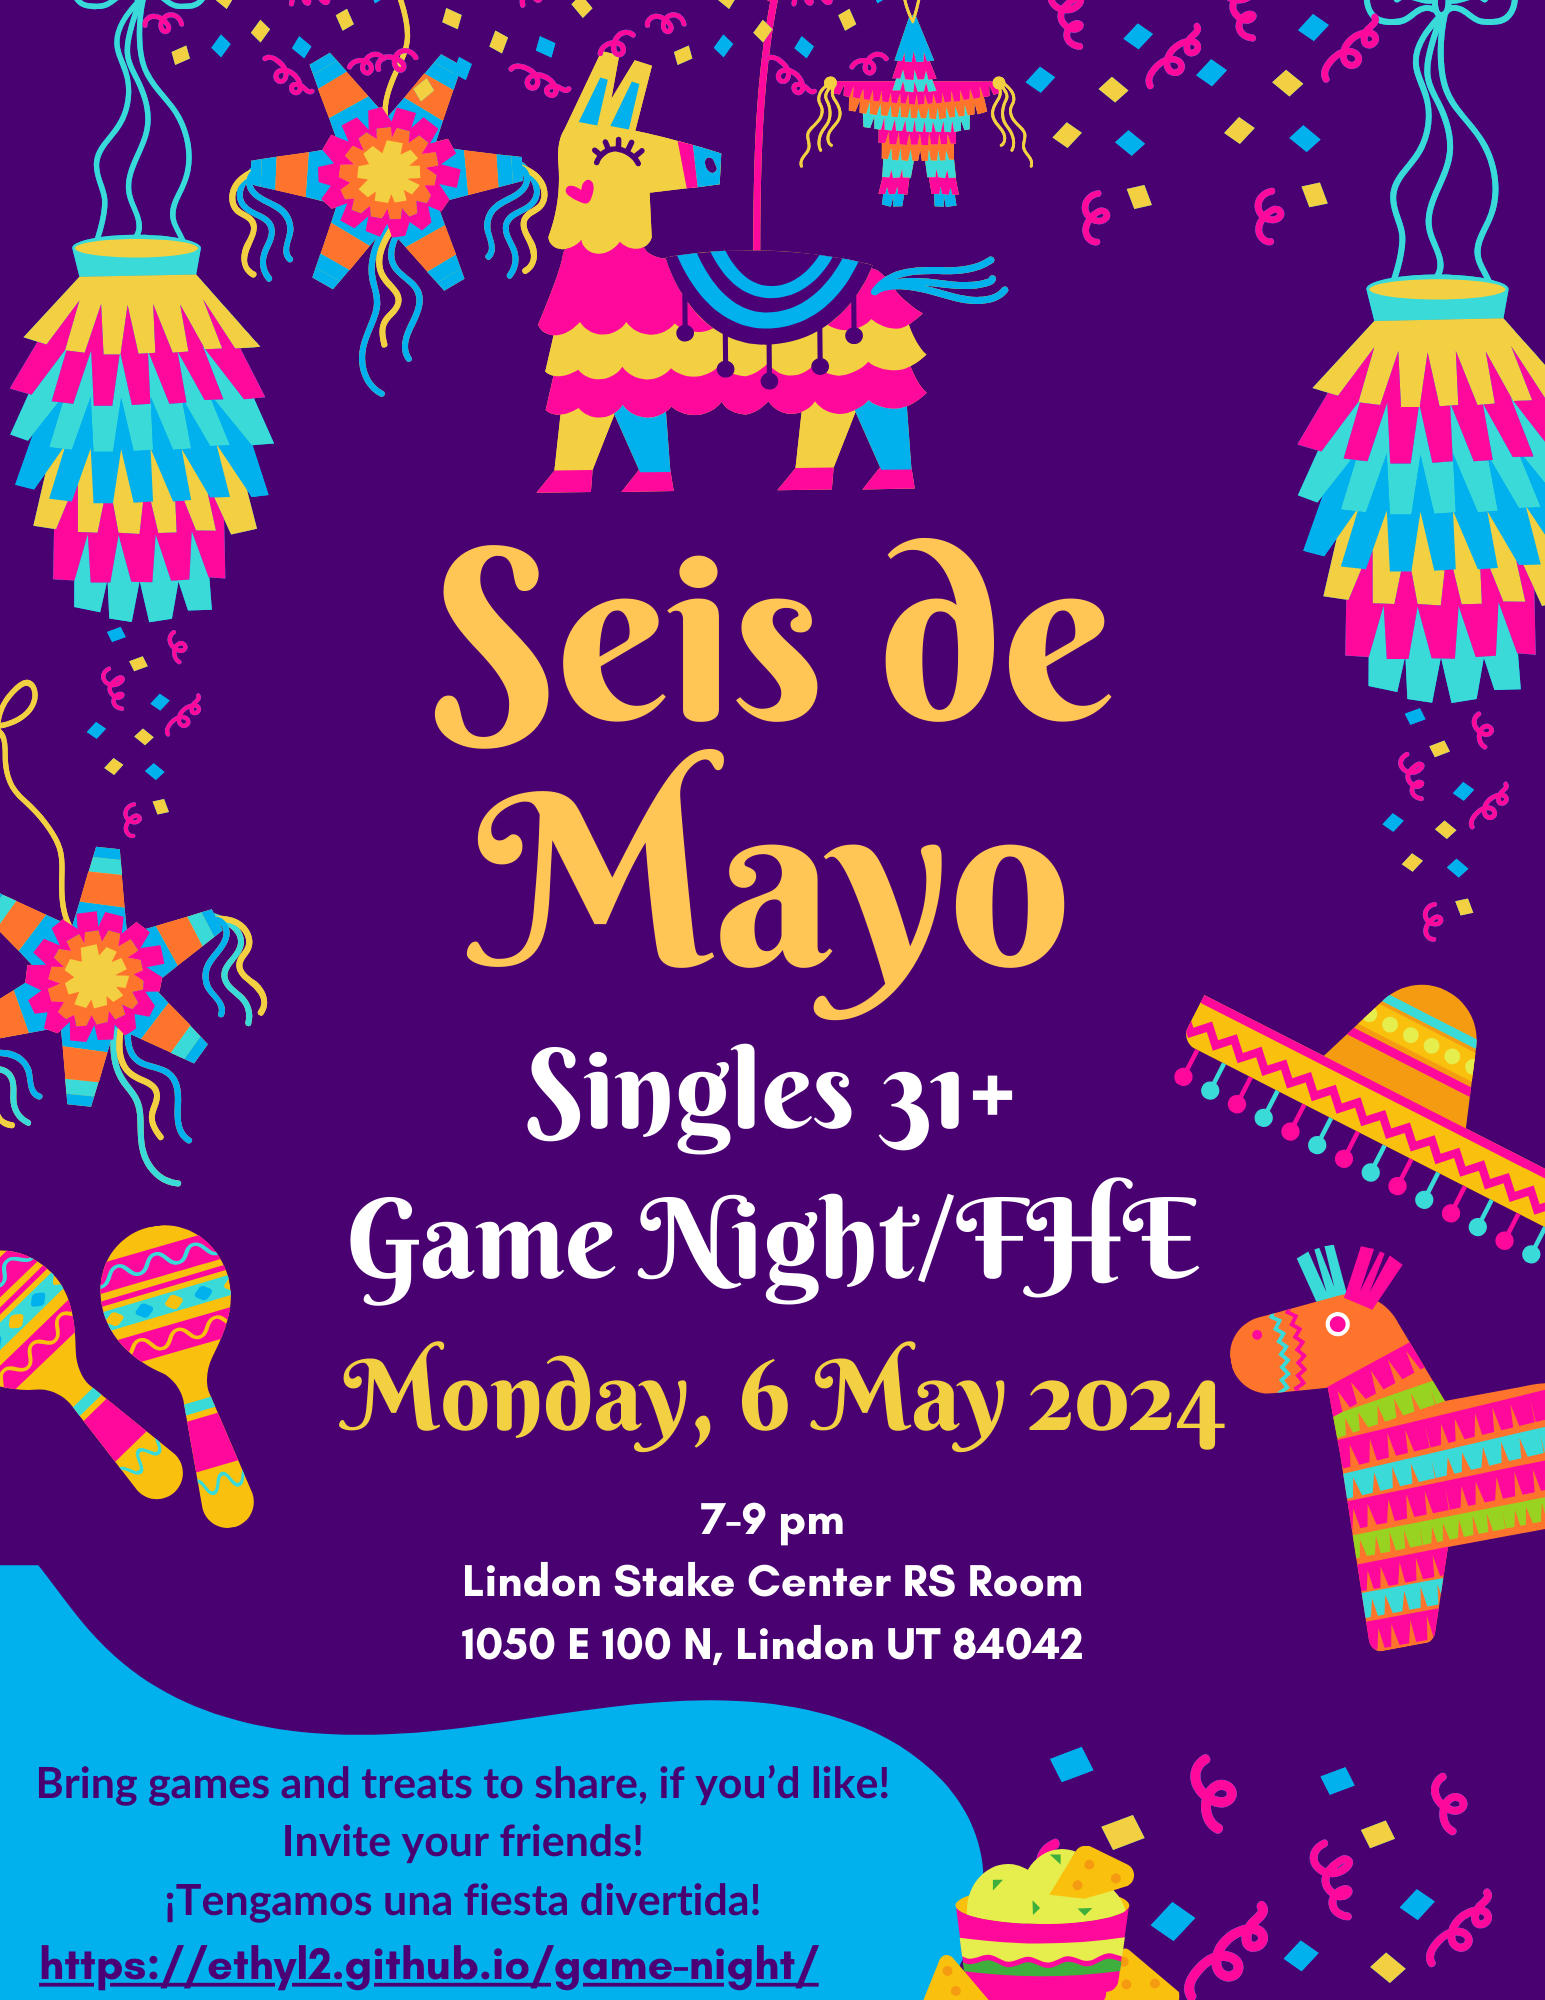 Seis de
Mayo
Singles 31+
Game Night/FHE
Monday, 6 May 2024
7-9 pm
Lindon Stake Center RS Room
1050 E 100 N, Lindon UT 84042
Bring games and treats to share, if you’d like!
Invite your friends!
¡Tengamos una fiesta divertida!
https://ethyl2.github.io/game-night/